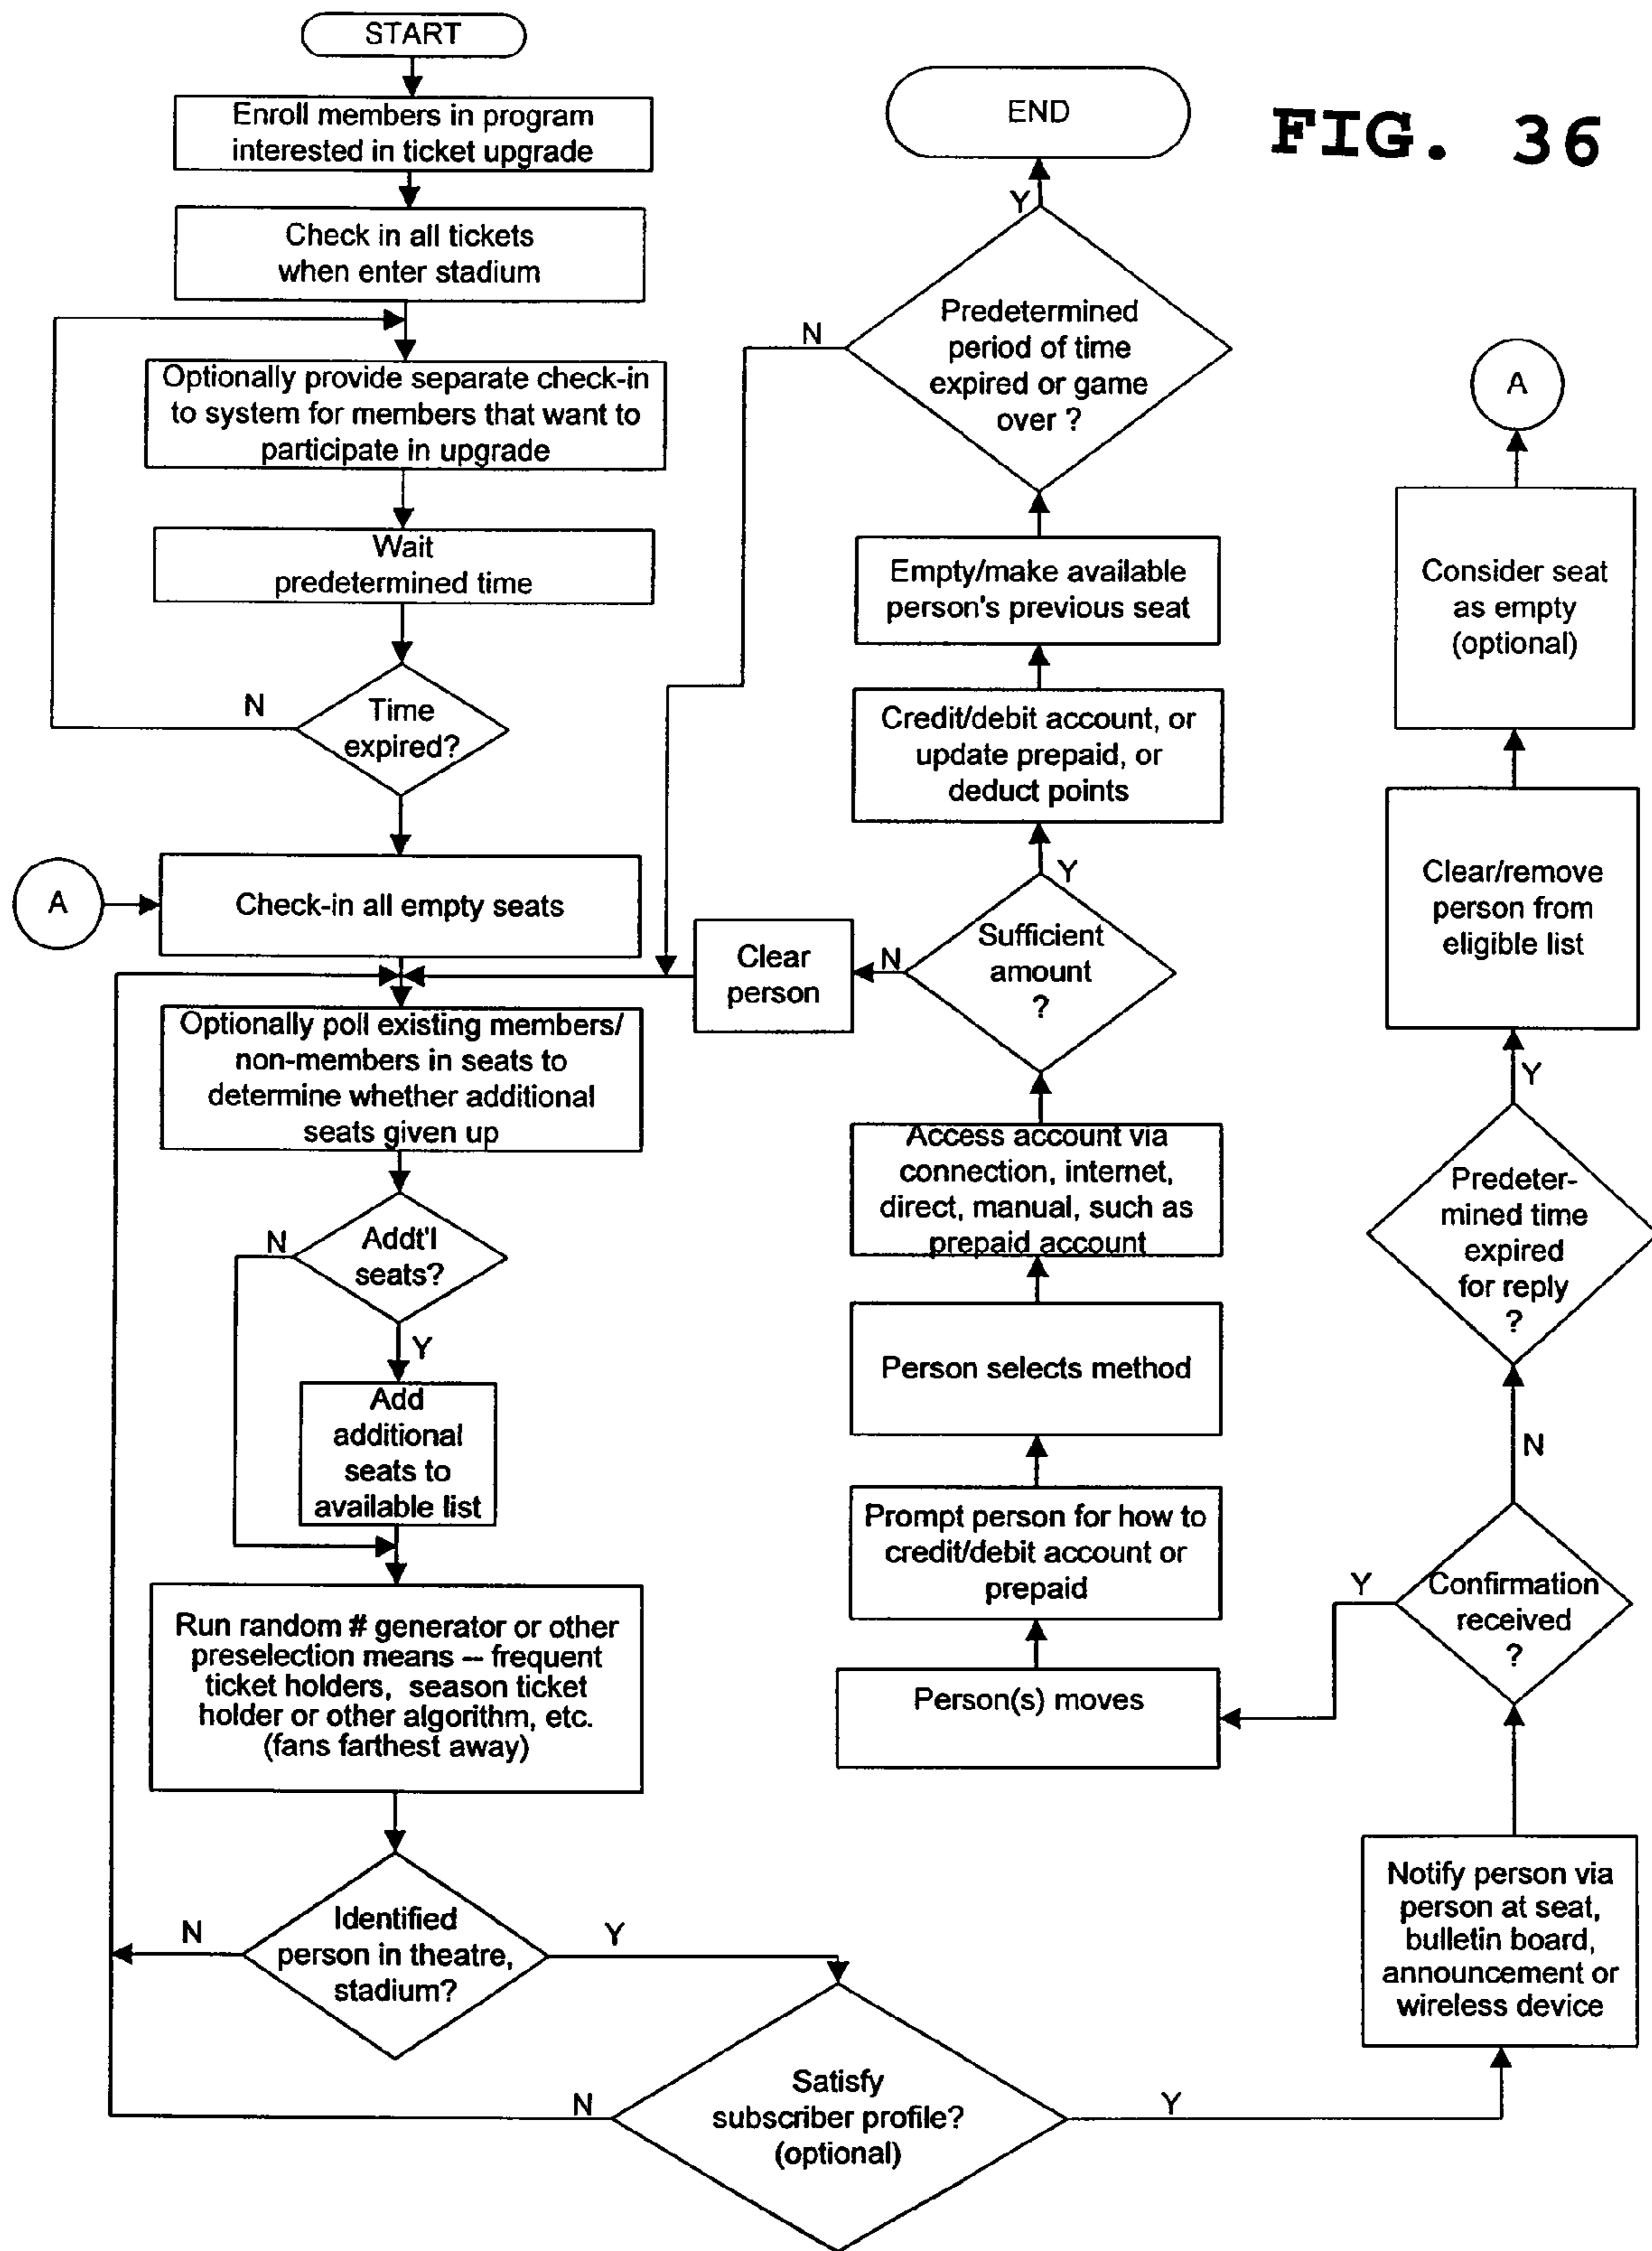 FIG. 36
START
Enroll members in program
interested in ticket upgrade
Check in all tickets
when enter stadium
Optionally provide separate check-in
to system for members that want to
participate in upgrade
Wait
predetermined time
Time
expired?
N
A
Check-in all empty seats
Optionally poll existing members/
non-members in seats to
determine whether additional
seats given up
Addt'l
seats?
N
Y
Add
additional
seats to
available list
Run random # generator or other
preselection means – frequent
ticket holders, season ticket
holder or other algorithm, etc.
(fans farthest away)
Identified
person in theatre,
stadium?
N
Y
Satisfy
subscriber profile?
(optional)
N
Y
END
Y
Predetermined
period of time
expired or game
over ?
N
Empty/make available
person's previous seat
Credit/debit account, or
update prepaid, or
deduct points
Y
Sufficient
amount
?
N
Clear
person
Access account via
connection, internet,
direct, manual, such as
prepaid account
Person selects method
Prompt person for how to
credit/debit account or
prepaid
Person(s) moves
A
Consider seat
as empty
(optional)
Clear/remove
person from
eligible list
Y
Predeter-
mined time
expired
for reply
?
N
Confirmation
received
?
Y
Notify person via
person at seat,
bulletin board,
announcement or
wireless device